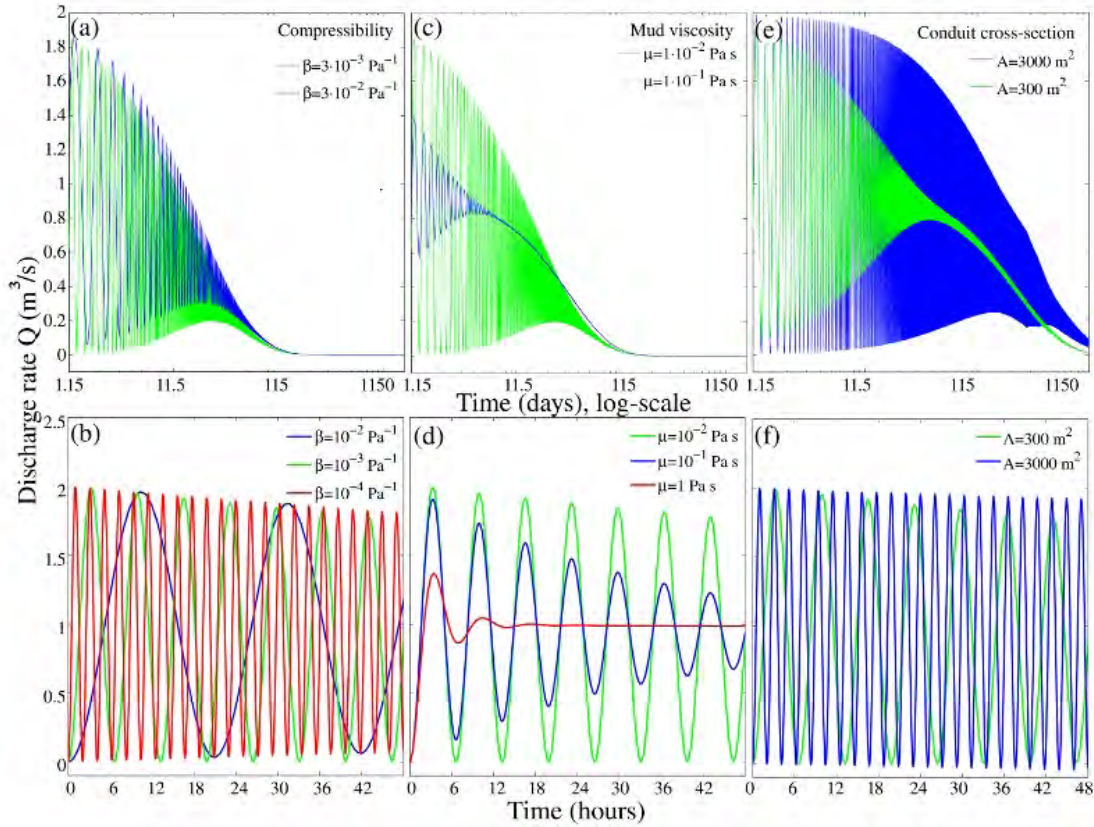 Discharge rate Q (m³/s)
(a)
Compressibility
β=3·10⁻³ Pa⁻¹
β=3·10⁻² Pa⁻¹
2
1.8
1.6
1.4
1.2
1
0.8
0.6
0.4
0.2
0
1.15 11.5 115 1150
(c)
Mud viscosity
μ=1·10⁻² Pa s
μ=1·10⁻¹ Pa s
1.15 11.5 115 1150
(e)
Conduit cross-section
A=3000 m²
A=300 m²
1.15 11.5 115 1150
Time (days), log-scale
(b)
β=10⁻² Pa⁻¹
β=10⁻³ Pa⁻¹
β=10⁻⁴ Pa⁻¹
2.5
2
1.5
1
0.5
0
0 6 12 18 24 30 36 42
(d)
μ=10⁻² Pa s
μ=10⁻¹ Pa s
μ=1 Pa s
0 6 12 18 24 30 36 42
(f)
A=300 m²
A=3000 m²
0 6 12 18 24 30 36 42 48
Time (hours)